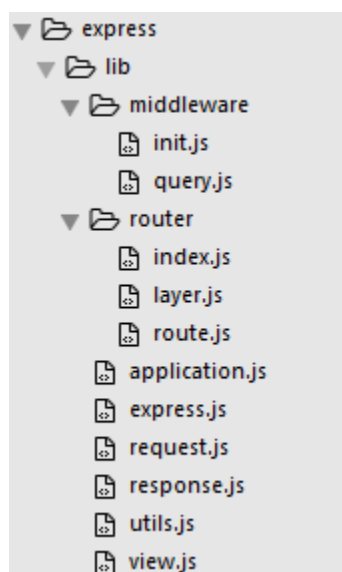 express
lib
middleware
init.js
query.js
router
index.js
layer.js
route.js
application.js
express.js
request.js
response.js
utils.js
view.js